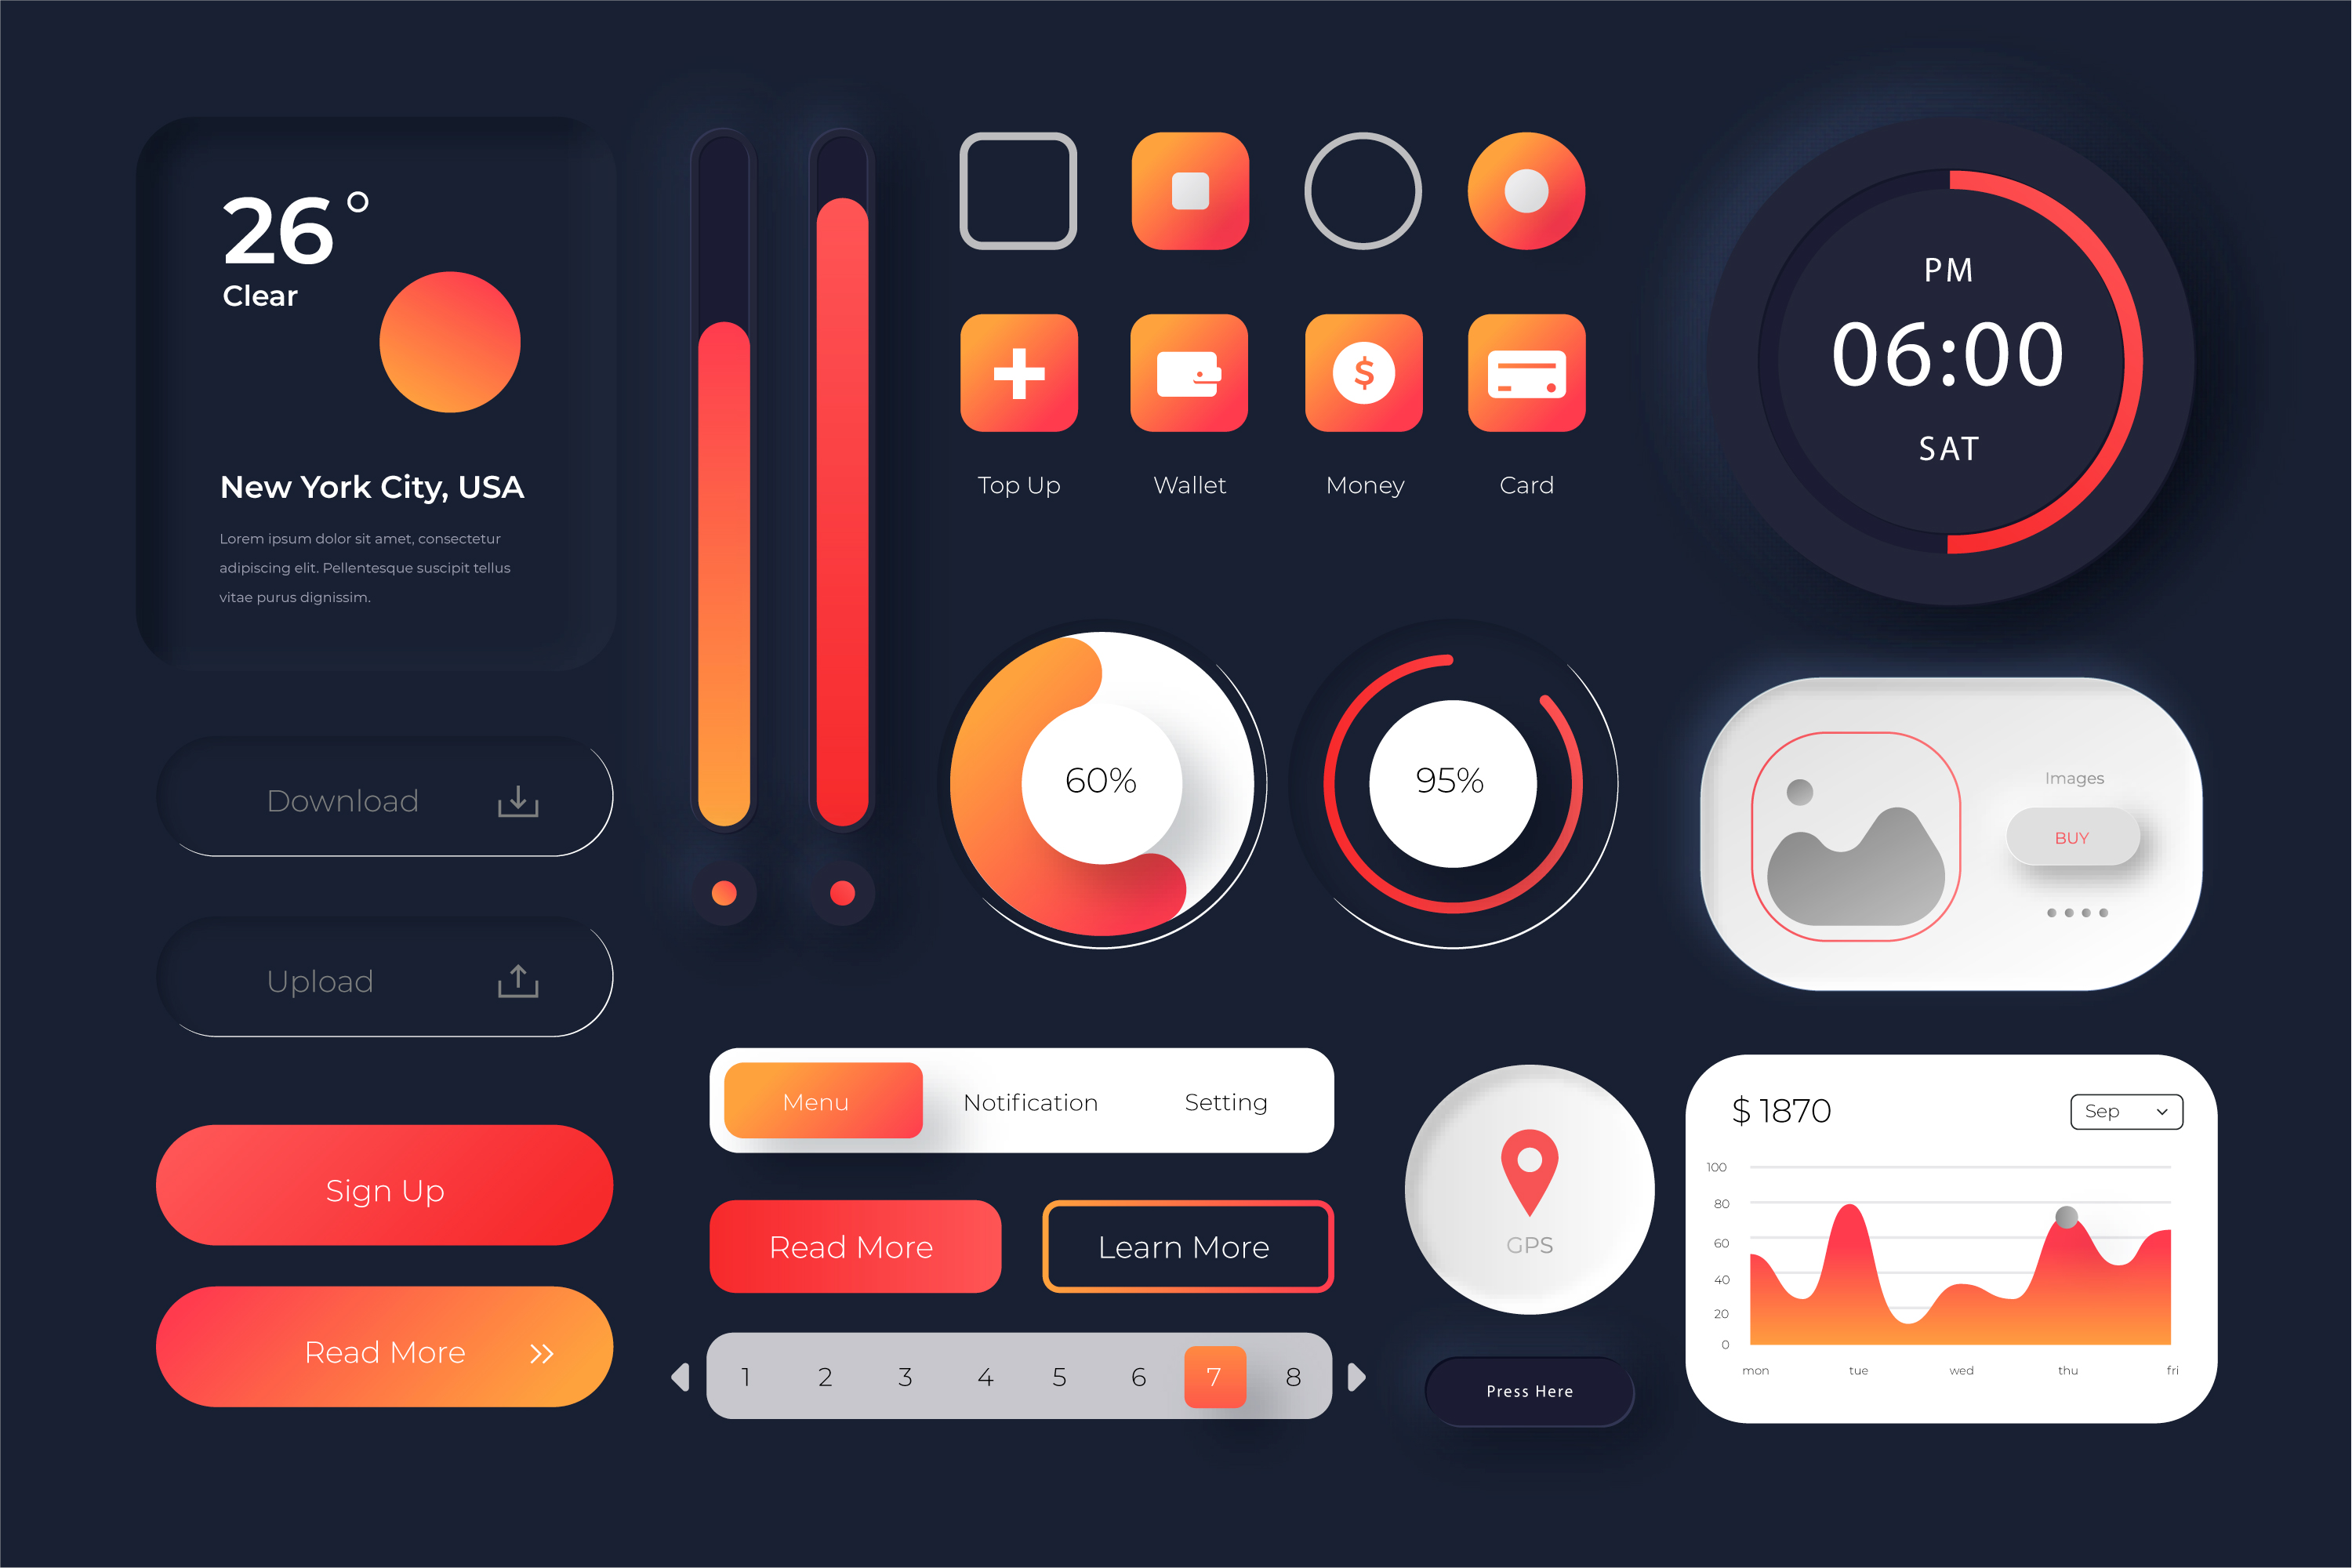 26°
Clear
New York City, USA
Lorem ipsum dolor sit amet, consectetur
adipiscing elit. Pellentesque suscipit tellus
vitae purus dignissim.
Download
Upload
Sign Up
Read More
Top Up
Wallet
$
Money
Card
60%
95%
Menu
Notification
Setting
Read More
Learn More
1 2 3 4 5 6 7 8
PM
06:00
SAT
Images
BUY
GPS
Press Here
$ 1870
Sep
100
80
60
40
20
0
mon tue wed thu fri